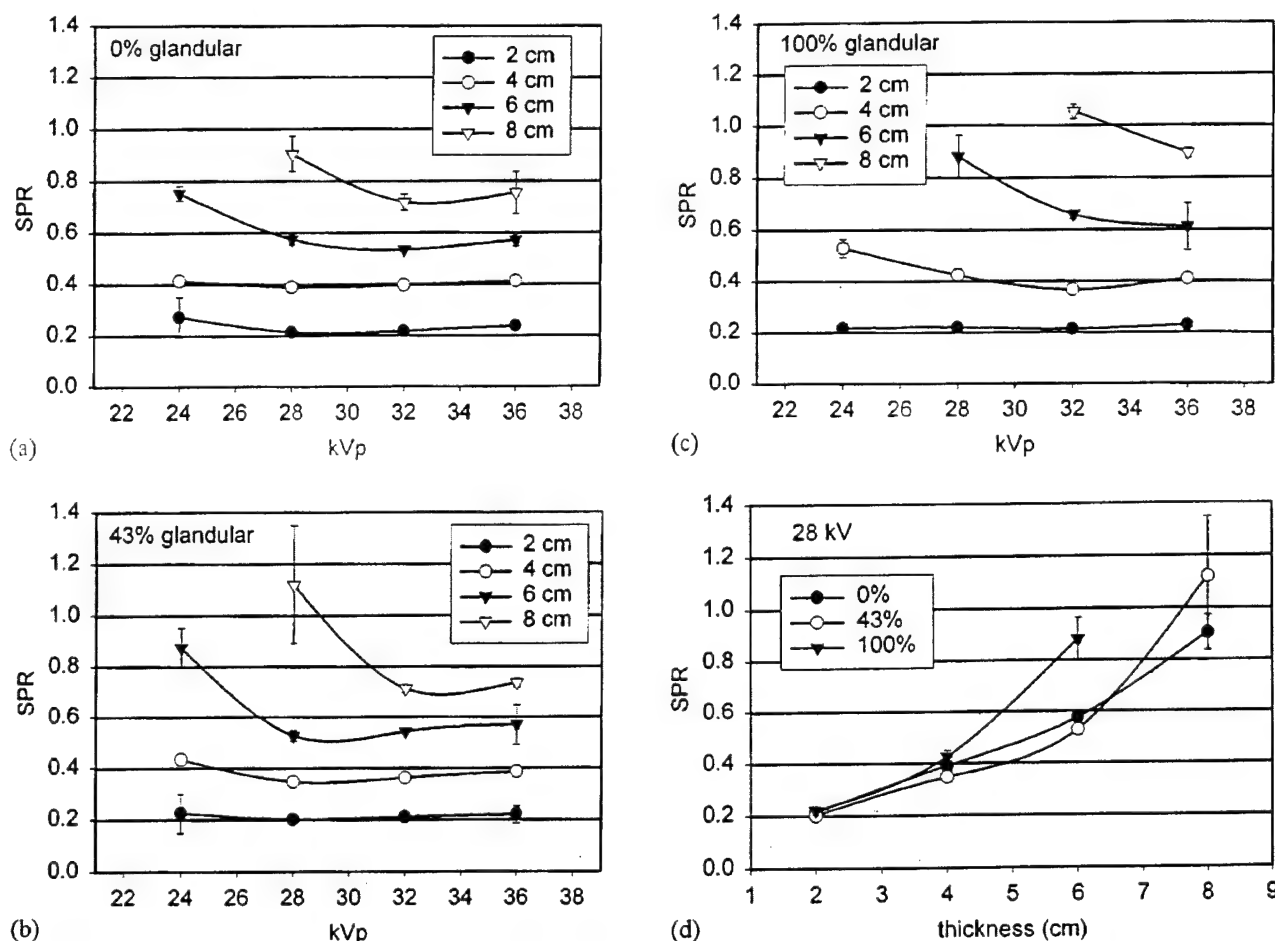 0% glandular
2 cm
4 cm
6 cm
8 cm
1.4
1.2
1.0
0.8
0.6
0.4
0.2
0.0
SPR
22 24 26 28 30 32 34 36 38
(a)
kVp
100% glandular
2 cm
4 cm
6 cm
8 cm
1.4
1.2
1.0
0.8
0.6
0.4
0.2
0.0
SPR
22 24 26 28 30 32 34 36 38
(c)
kVp
43% glandular
2 cm
4 cm
6 cm
8 cm
1.4
1.2
1.0
0.8
0.6
0.4
0.2
0.0
SPR
22 24 26 28 30 32 34 36 38
(b)
kVp
28 kV
0%
43%
100%
1.4
1.2
1.0
0.8
0.6
0.4
0.2
0.0
SPR
1 2 3 4 5 6 7 8 9
(d)
thickness (cm)